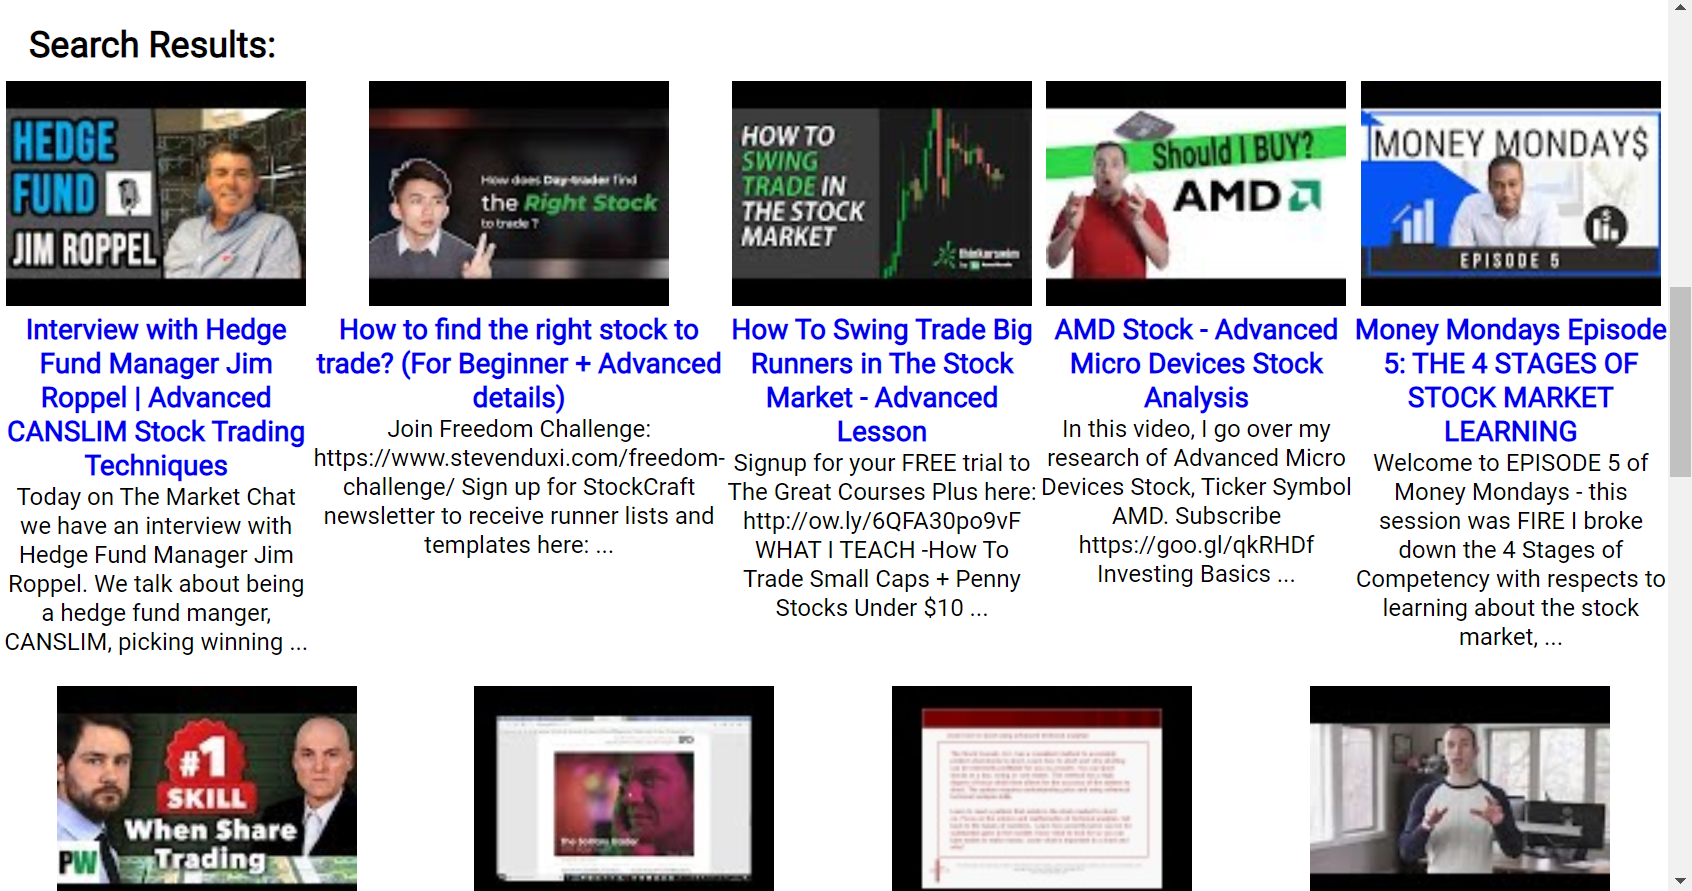 Search Results:
HEDGE
FUND
JIM ROPPEL
How does Day-trader find
the Right Stock
to trade ?
HOW TO
SWING
TRADE IN
THE STOCK
MARKET
thinkorswim
Should I BUY?
AMD
MONEY MONDAY$
EPISODE 5
Interview with Hedge
Fund Manager Jim
Roppel | Advanced
CANSLIM Stock Trading
Techniques
Today on The Market Chat
we have an interview with
Hedge Fund Manager Jim
Roppel. We talk about being
a hedge fund manger,
CANSLIM, picking winning ...
How to find the right stock to
trade? (For Beginner + Advanced
details)
Join Freedom Challenge:
https://www.stevenduxi.com/freedom-
challenge/ Sign up for StockCraft
newsletter to receive runner lists and
templates here: ...
How To Swing Trade Big
Runners in The Stock
Market - Advanced
Lesson
Signup for your FREE trial to
The Great Courses Plus here:
http://ow.ly/6QFA30po9vF
WHAT I TEACH -How To
Trade Small Caps + Penny
Stocks Under $10 ...
AMD Stock - Advanced
Micro Devices Stock
Analysis
In this video, I go over my
research of Advanced Micro
Devices Stock, Ticker Symbol
AMD. Subscribe
https://goo.gl/qkRHDf
Investing Basics ...
Money Mondays Episode
5: THE 4 STAGES OF
STOCK MARKET
LEARNING
Welcome to EPISODE 5 of
Money Mondays - this
session was FIRE I broke
down the 4 Stages of
Competency with respects to
learning about the stock
market, ...
#1
SKILL
When Share
Trading
PW
The Solitary Trader